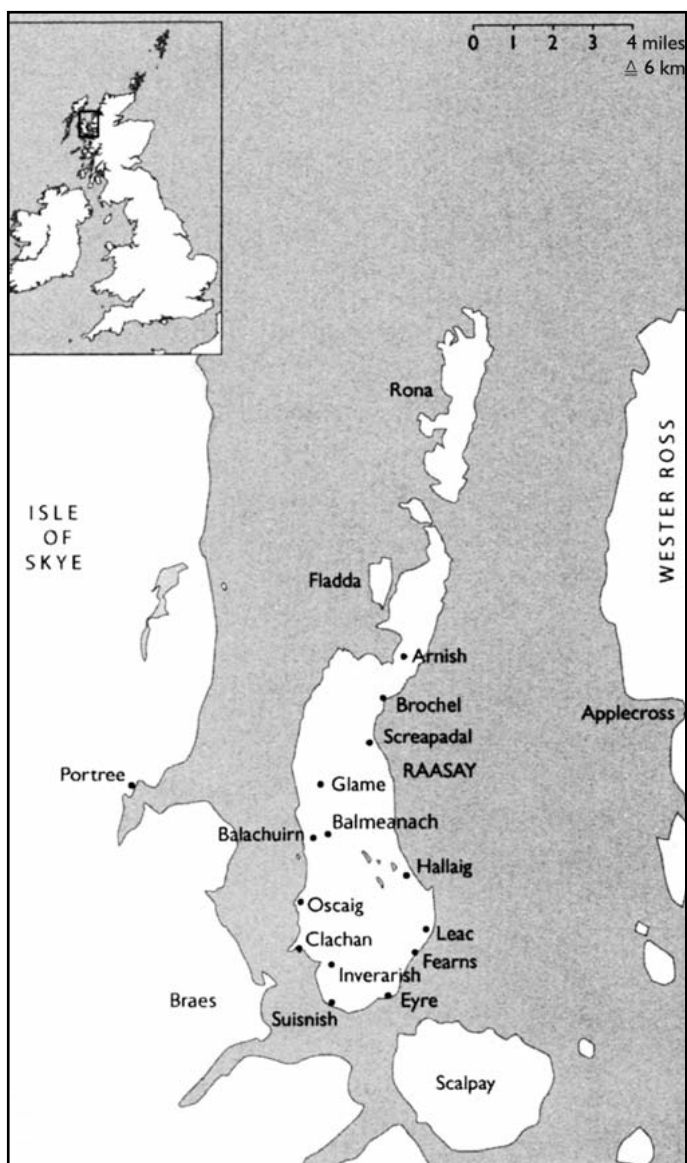 0 1 2 3 4 miles
≙ 6 km
Rona
ISLE
OF
SKYE
WESTER ROSS
Fladda
Arnish
Brochel
Applecross
Screapadal
RAASAY
Portree
Glame
Balmeanach
Balachuirn
Hallaig
Oscaig
Leac
Clachan
Fearns
Inverarish
Braes
Eyre
Suisnish
Scalpay